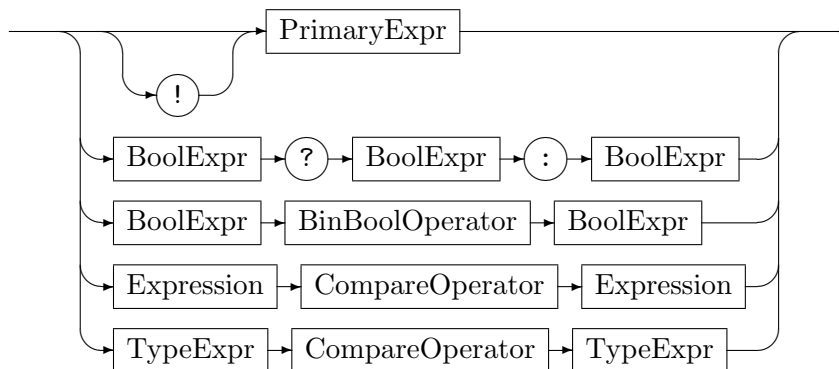 PrimaryExpr
!
BoolExpr ? BoolExpr : BoolExpr
BoolExpr BinBoolOperator BoolExpr
Expression CompareOperator Expression
TypeExpr CompareOperator TypeExpr